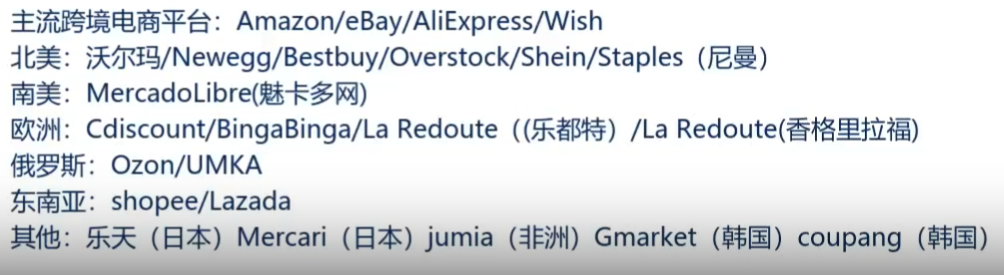 主流跨境电商平台：Amazon/eBay/AliExpress/Wish
北美：沃尔玛/Newegg/Bestbuy/Overstock/Shein/Staples（尼曼）
南美：MercadoLibre(魅卡多网)
欧洲：Cdiscount/BingaBinga/La Redoute（(乐都特）/La Redoute(香格里拉福)
俄罗斯：Ozon/UMKA
东南亚：shopee/Lazada
其他：乐天（日本）Mercari（日本）jumia（非洲）Gmarket（韩国）coupang（韩国）